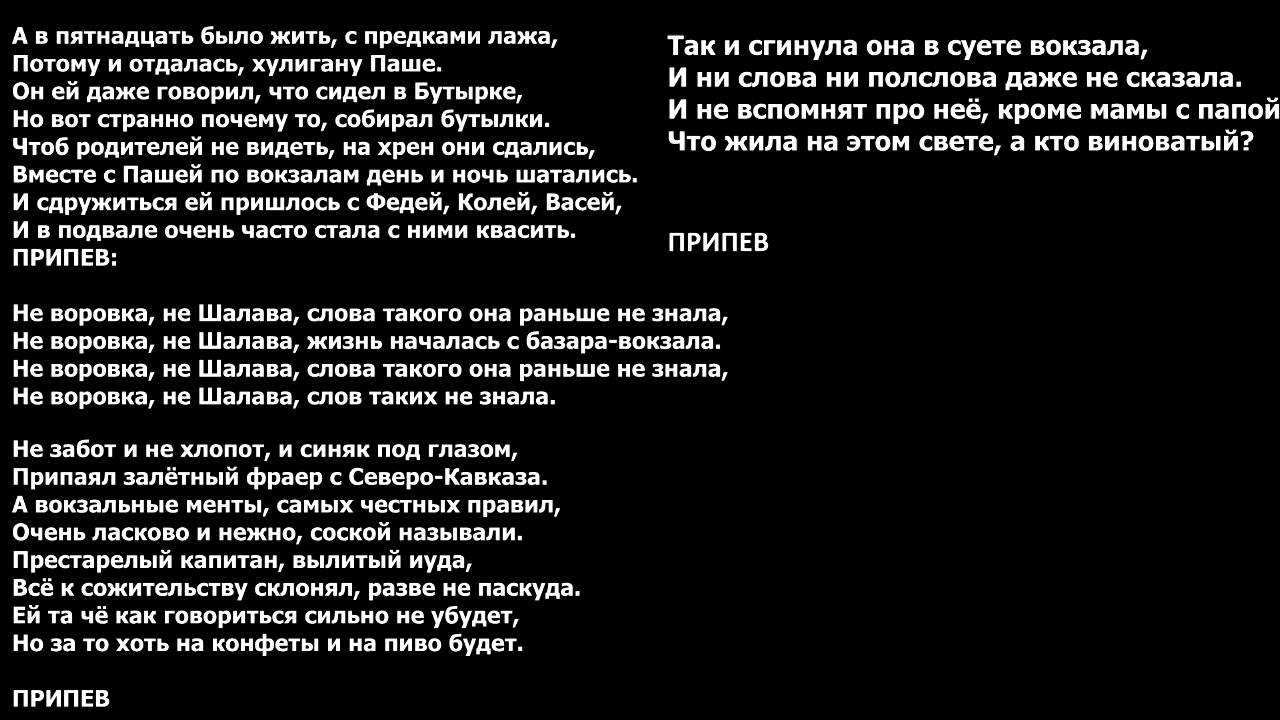 А в пятнадцать было жить, с предками лажа,
Потому и отдалась, хулигану Паше.
Он ей даже говорил, что сидел в Бутырке,
Но вот странно почему то, собирал бутылки.
Чтоб родителей не видеть, на хрен они сдались,
Вместе с Пашей по вокзалам день и ночь шатались.
И сдружиться ей пришлось с Федей, Колей, Васей,
И в подвале очень часто стала с ними квасить.
ПРИПЕВ:
Не воровка, не Шалава, слова такого она раньше не знала,
Не воровка, не Шалава, жизнь началась с базара-вокзала.
Не воровка, не Шалава, слова такого она раньше не знала,
Не воровка, не Шалава, слов таких не знала.
Не забот и не хлопот, и синяк под глазом,
Припаял залётный фраер с Северо-Кавказа.
А вокзальные менты, самых честных правил,
Очень ласково и нежно, соской называли.
Престарелый капитан, вылитый иуда,
Всё к сожительству склонял, разве не паскуда.
Ей та чё как говориться сильно не убудет,
Но за то хоть на конфеты и на пиво будет.
ПРИПЕВ
Так и сгинула она в суете вокзала,
И ни слова ни полслова даже не сказала.
И не вспомнят про неё, кроме мамы с папой
Что жила на этом свете, а кто виноватый?
ПРИПЕВ